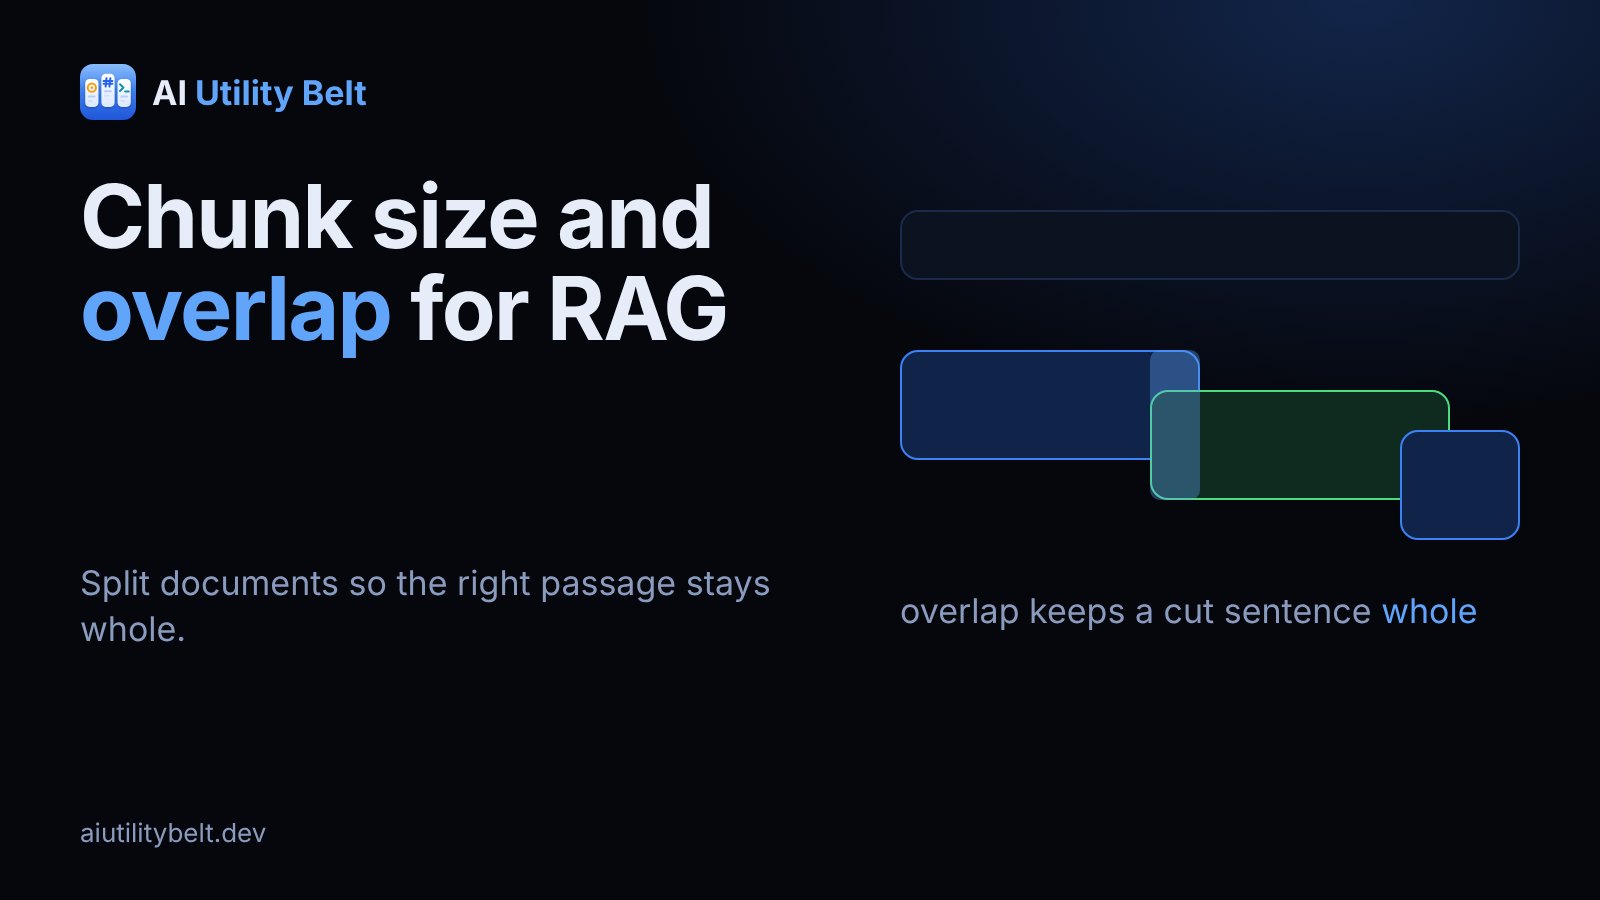 AI Utility Belt
Chunk size and
overlap for RAG
Split documents so the right passage stays
whole.
overlap keeps a cut sentence whole
aiutilitybelt.dev